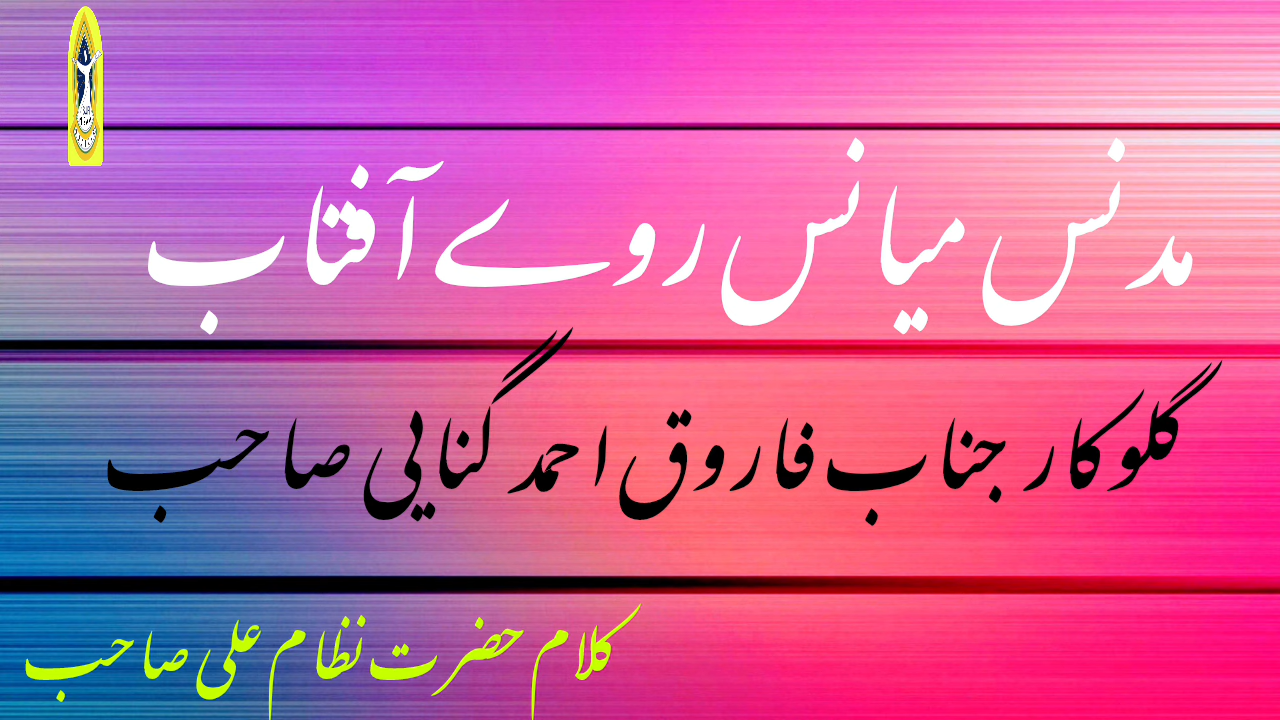 مدنس میانس روے آفتاب
گلوکار جناب فاروق احمد گنایی صاحب
کلام حضرت نظام علی صاحب